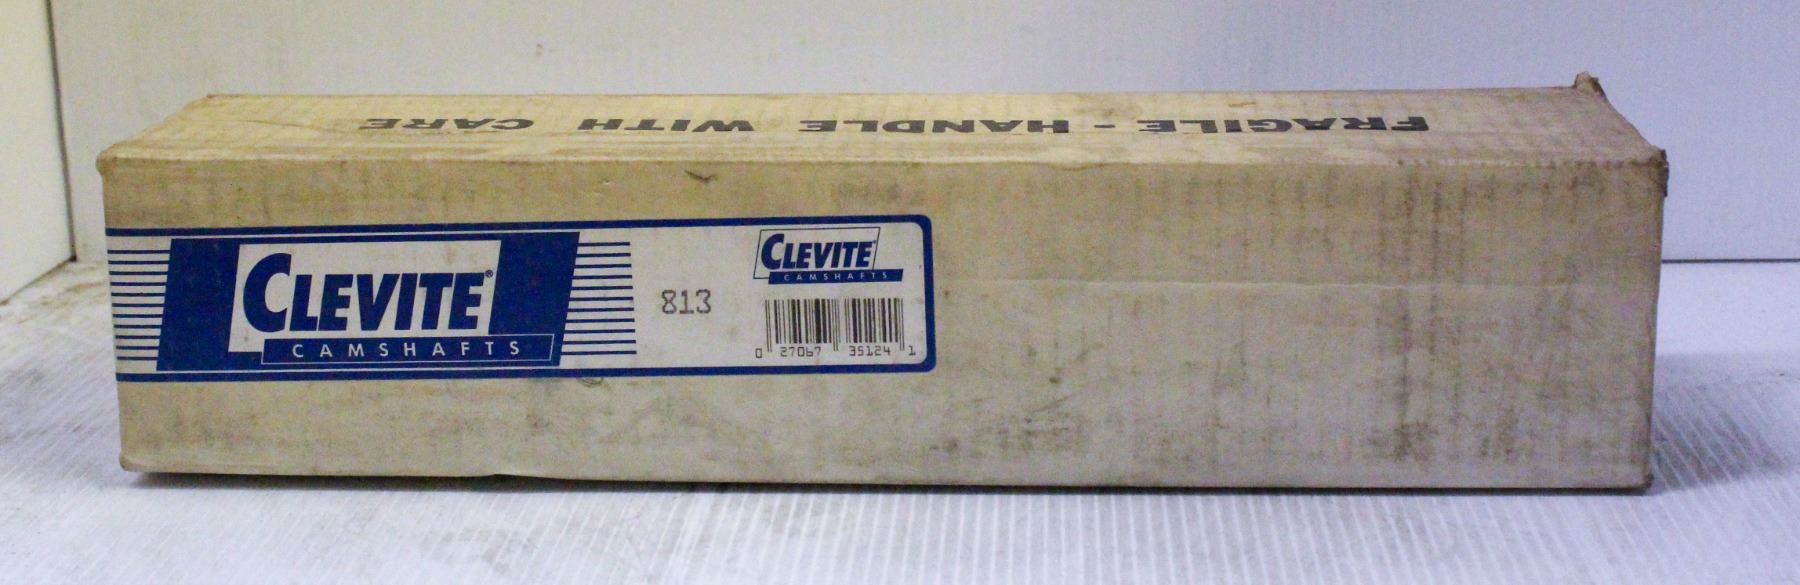 FRAGILE - HANDLE WITH CARE
CLEVITE®
CAMSHAFTS
813
CLEVITE®
CAMSHAFTS
0 27067 35124 1